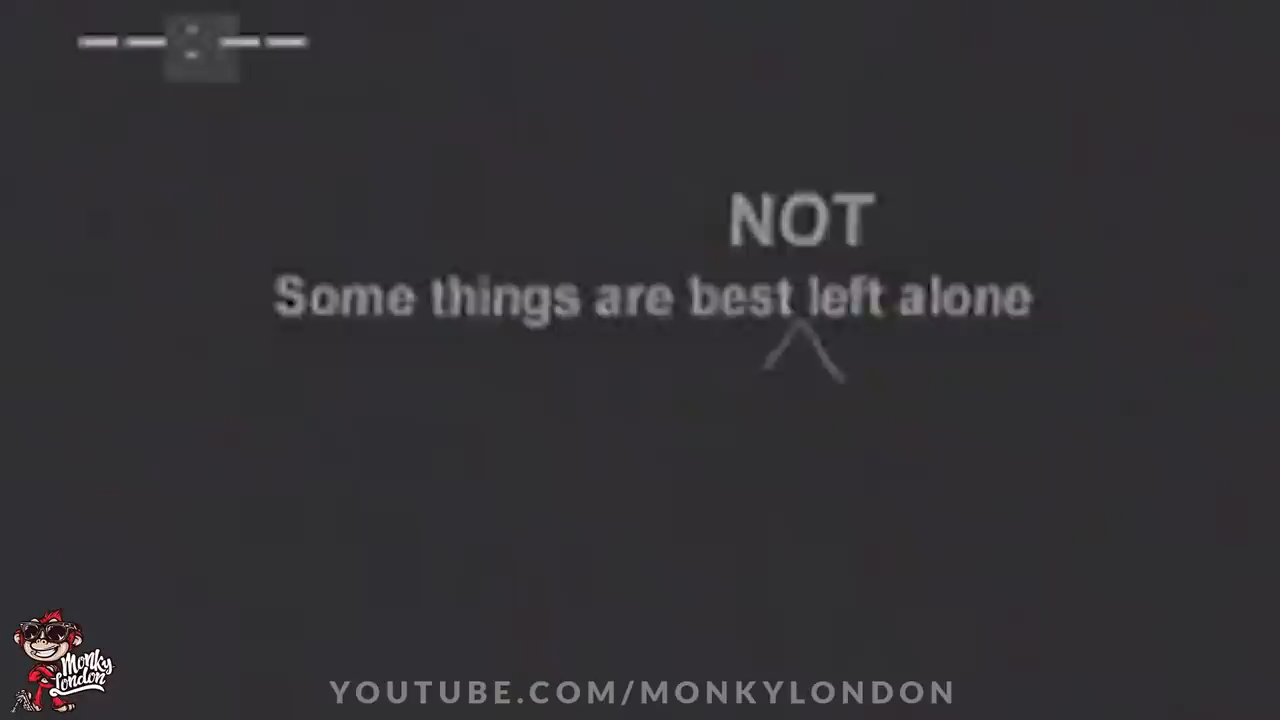 -- -- : -- --
NOT
Some things are best left alone
Monky
London
YOUTUBE.COM/MONKYLONDON